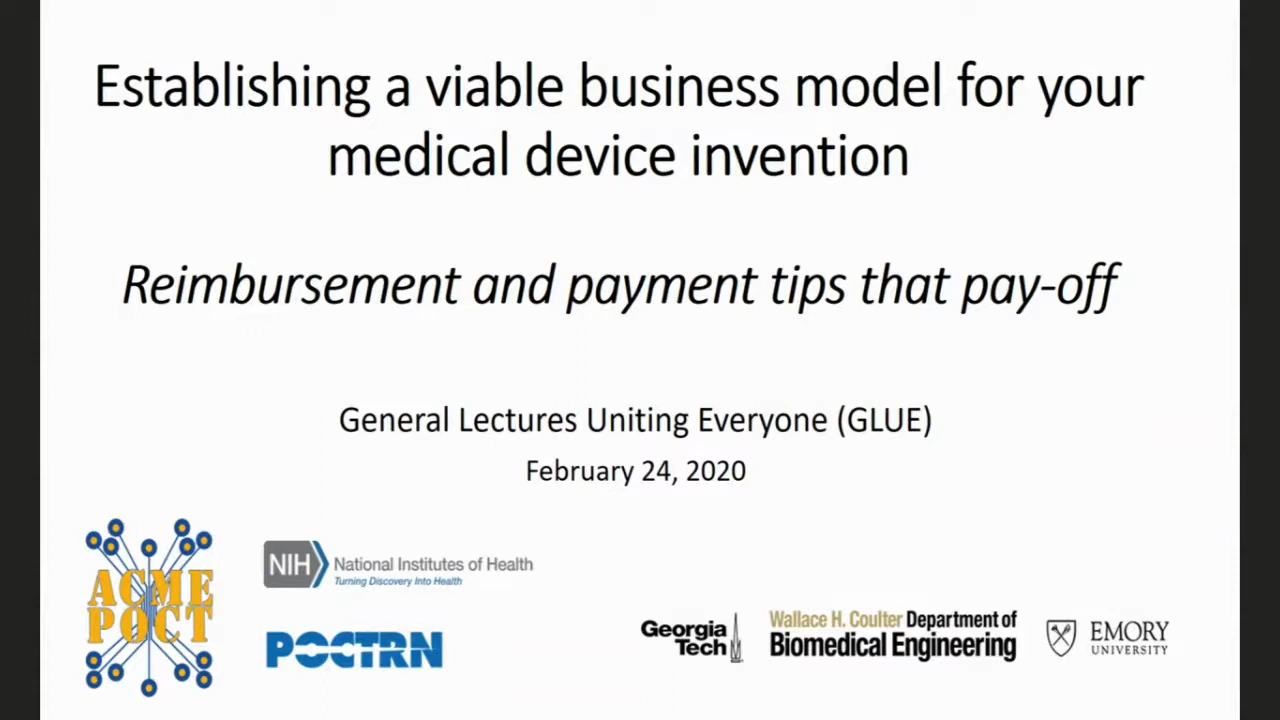 Establishing a viable business model for your
medical device invention
Reimbursement and payment tips that pay-off
General Lectures Uniting Everyone (GLUE)
February 24, 2020
ACME
POCT
NIH National Institutes of Health
Turning Discovery Into Health
POCTRN
Georgia
Tech
Wallace H. Coulter Department of
Biomedical Engineering
EMORY
UNIVERSITY